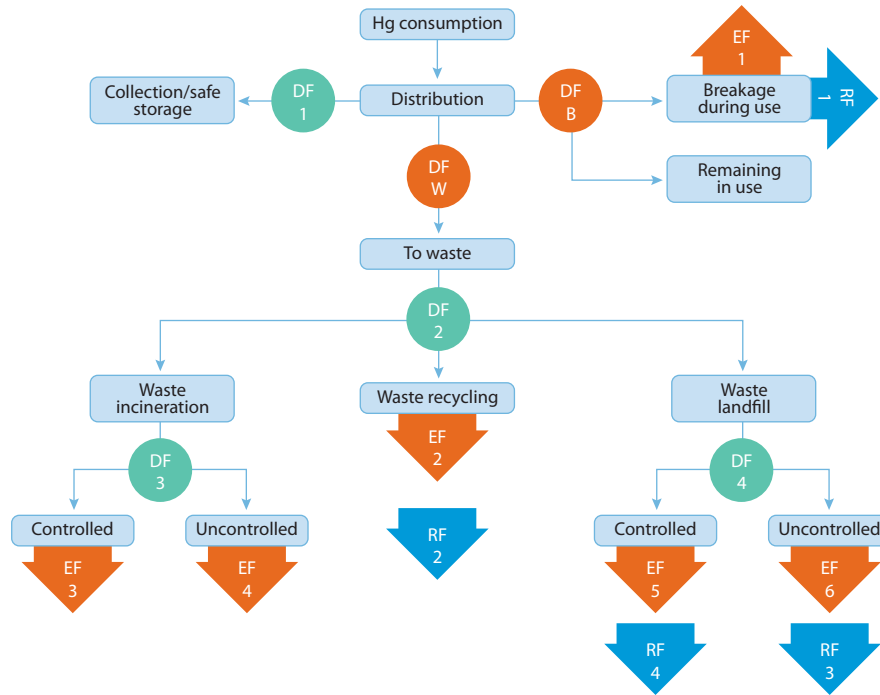 Hg consumption
EF
1
Collection/safe
storage
DF
1
Distribution
DF
B
Breakage
during use
RF
1
DF
W
Remaining
in use
To waste
DF
2
Waste
incineration
Waste recycling
Waste
landfill
EF
2
DF
3
DF
4
Controlled
Uncontrolled
RF
2
Controlled
Uncontrolled
EF
3
EF
4
EF
5
EF
6
RF
4
RF
3